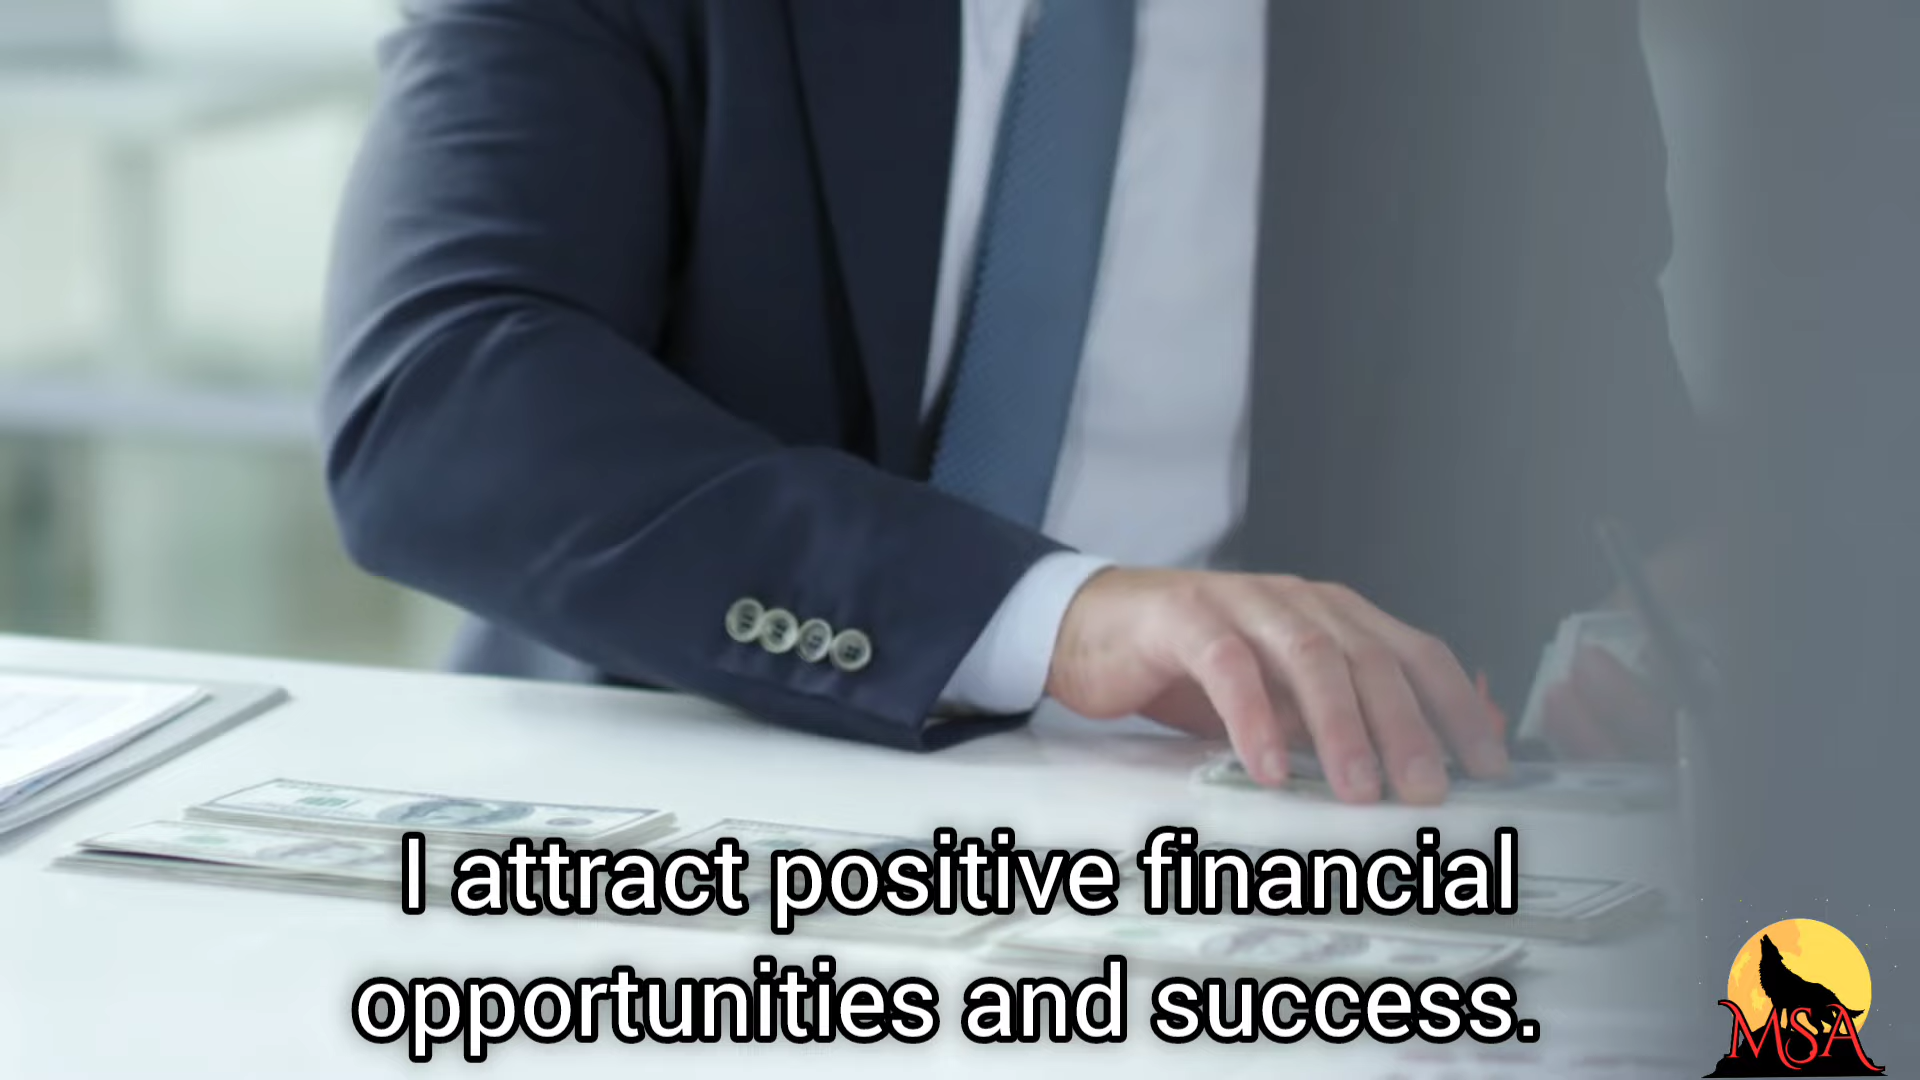 I attract positive financial
opportunities and success.
MSA